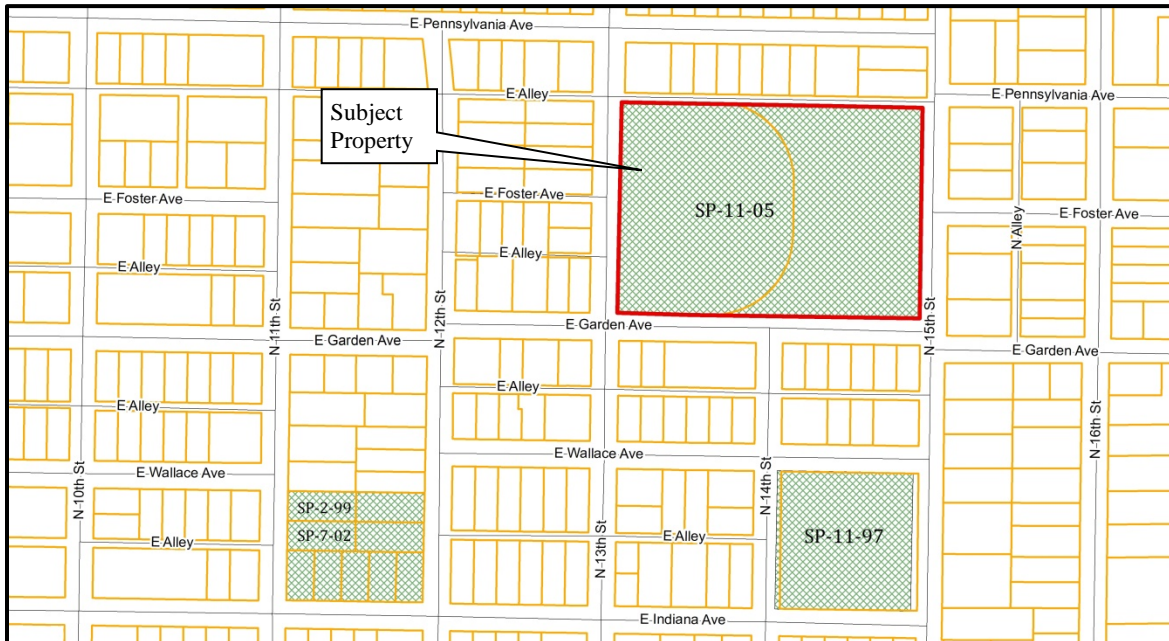 E Pennsylvania Ave
E Alley
E Pennsylvania Ave
Subject
Property
E Foster Ave
E Foster Ave
E Foster Ave
SP-11-05
N Alley
E Alley
E Alley
N 11th St
N 12th St
N 15th St
E Garden Ave
E Garden Ave
E Garden Ave
E Alley
E Alley
N 16th St
E Wallace Ave
E Wallace Ave
N 10th St
N 14th St
SP-2-99
SP-7-02
E Alley
E Alley
SP-11-97
N 13th St
E Indiana Ave